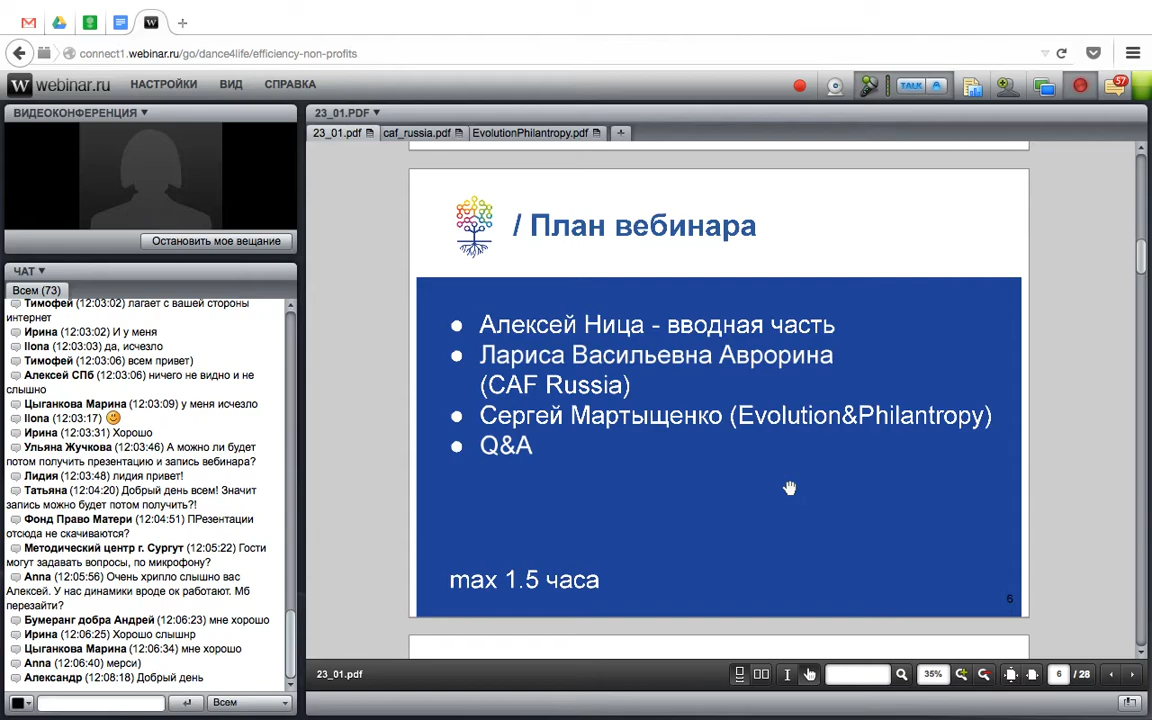 connect1.webinar.ru/go/dance4life/efficiency-non-profits
W webinar.ru НАСТРОЙКИ ВИД СПРАВКА TALK 57
ВИДЕОКОНФЕРЕНЦИЯ
Остановить мое вещание
ЧАТ
Всем (73)
Тимофей (12:03:02) лагает с вашей стороны
интернет
Ирина (12:03:02) И у меня
Ilona (12:03:03) да, исчезло
Тимофей (12:03:06) всем привет)
Алексей СПб (12:03:06) ничего не видно и не
слышно
Цыганкова Марина (12:03:09) у меня исчезло
Ilona (12:03:17)
Ирина (12:03:31) Хорошо
Ульяна Жучкова (12:03:46) А можно ли будет
потом получить презентацию и запись вебинара?
Лидия (12:03:48) лидия привет!
Татьяна (12:04:20) Добрый день всем! Значит
запись можно будет потом получить?!
Фонд Право Матери (12:04:51) ПРезентации
отсюда не скачиваются?
Методический центр г. Сургут (12:05:22) Гости
могут задавать вопросы, по микрофону?
Anna (12:05:56) Очень хрипло слышно вас
Алексей. У нас динамики вроде ок работают. Мб
перезайти?
Бумеранг добра Андрей (12:06:23) мне хорошо
Ирина (12:06:25) Хорошо слышнр
Цыганкова Марина (12:06:34) мне хорошо
Anna (12:06:40) мерси)
Александр (12:08:18) Добрый день
Всем
23_01.PDF
23_01.pdf caf_russia.pdf EvolutionPhilantropy.pdf
/ План вебинара
● Алексей Ница - вводная часть
● Лариса Васильевна Аврорина
(CAF Russia)
● Сергей Мартыщенко (Evolution&Philantropy)
● Q&A
max 1.5 часа
6
23_01.pdf 35% 6 / 28